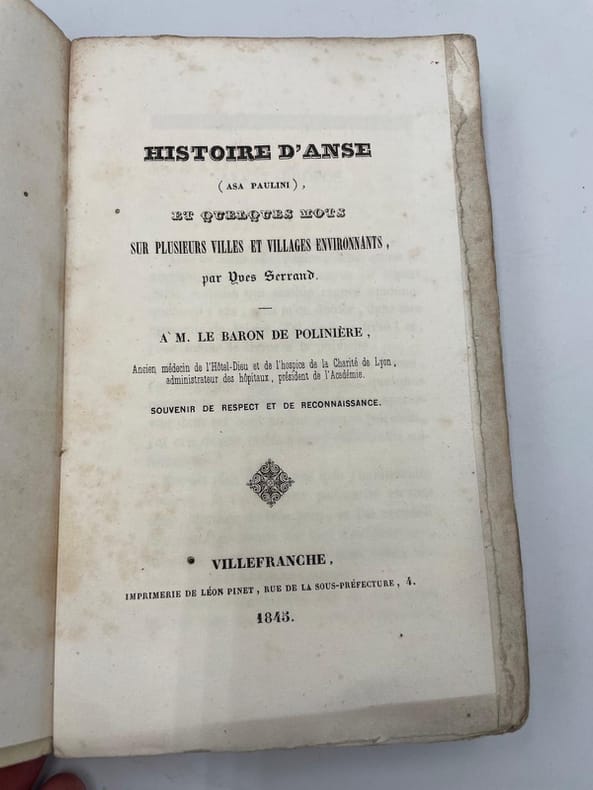 HISTOIRE D'ANSE
(ASA PAULINI),
ET QUELQUES MOTS
SUR PLUSIEURS VILLES ET VILLAGES ENVIRONNANTS,
par Yves Serrand.
A` M. LE BARON DE POLINIÈRE,
Ancien médecin de l'Hôtel-Dieu et de l'hospice de la Charité de Lyon,
administrateur des hôpitaux, président de l'Académie.
SOUVENIR DE RESPECT ET DE RECONNAISSANCE.
VILLEFRANCHE,
IMPRIMERIE DE LÉON PINET, RUE DE LA SOUS-PRÉFECTURE, 4.
1845.